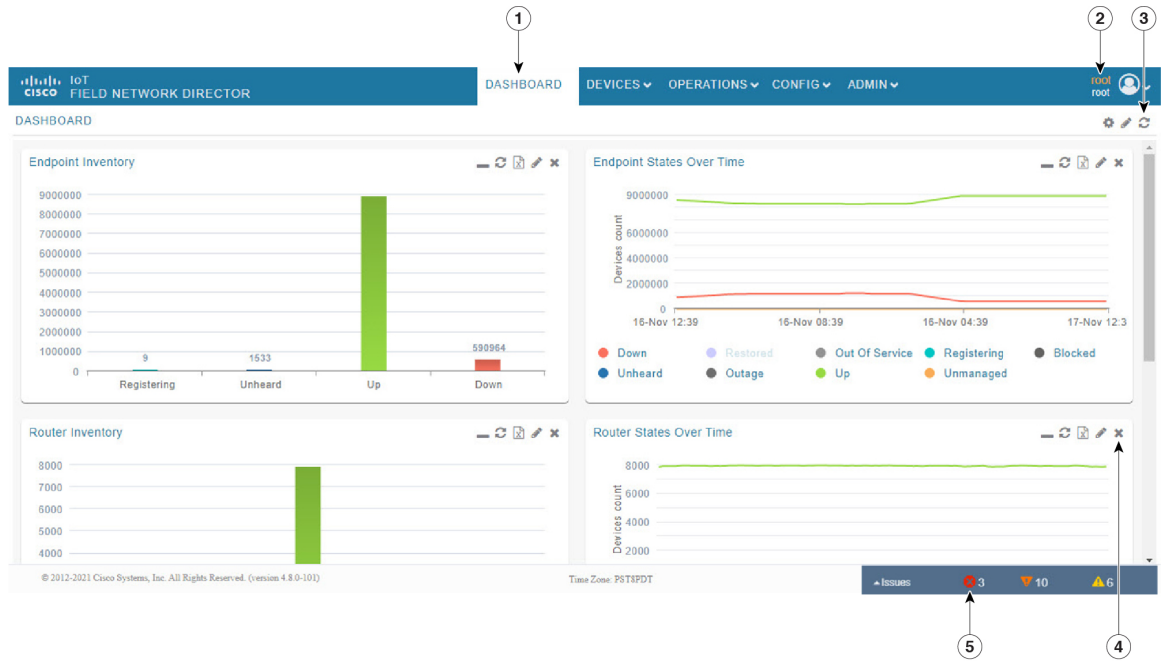 1
2
3
IoT
CISCO FIELD NETWORK DIRECTOR
DASHBOARD DEVICES OPERATIONS CONFIG ADMIN
root
root
DASHBOARD
Endpoint Inventory
9000000
8000000
7000000
6000000
5000000
4000000
3000000
2000000
1000000
0
9
1533
590964
Registering Unheard Up Down
Endpoint States Over Time
Devices count
9000000
6000000
4000000
2000000
0
16-Nov 12:39 16-Nov 08:39 16-Nov 04:39 17-Nov 12:3
Down Restored Out Of Service Registering Blocked
Unheard Outage Up Unmanaged
Router Inventory
8000
7000
6000
5000
4000
Router States Over Time
Devices count
8000
6000
4000
2000
© 2012-2021 Cisco Systems, Inc. All Rights Reserved. (version 4.8.0-101) Time Zone: PST8PDT Issues 3 10 6
5
4